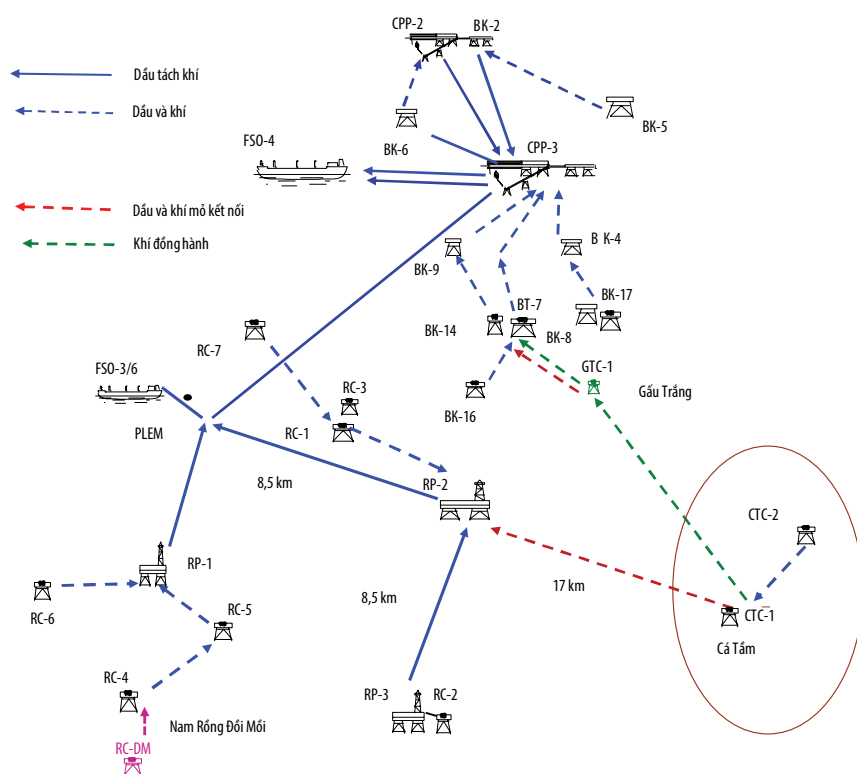 CPP-2
BK-2
Dầu tách khí
Dầu và khí
BK-5
FSO-4
BK-6
CPP-3
Dầu và khí mỏ kết nối
Khí đồng hành
B K-4
BK-9
BK-17
BT-7
BK-14
BK-8
RC-7
GTC-1
FSO-3/6
RC-3
Gấu Trắng
BK-16
RC-1
PLEM
8,5 km
RP-2
CTC-2
RP-1
17 km
8,5 km
RC-6
RC-5
CTC-1
Cá Tầm
RC-4
RP-3
RC-2
Nam Rồng Đồi Mồi
RC-DM